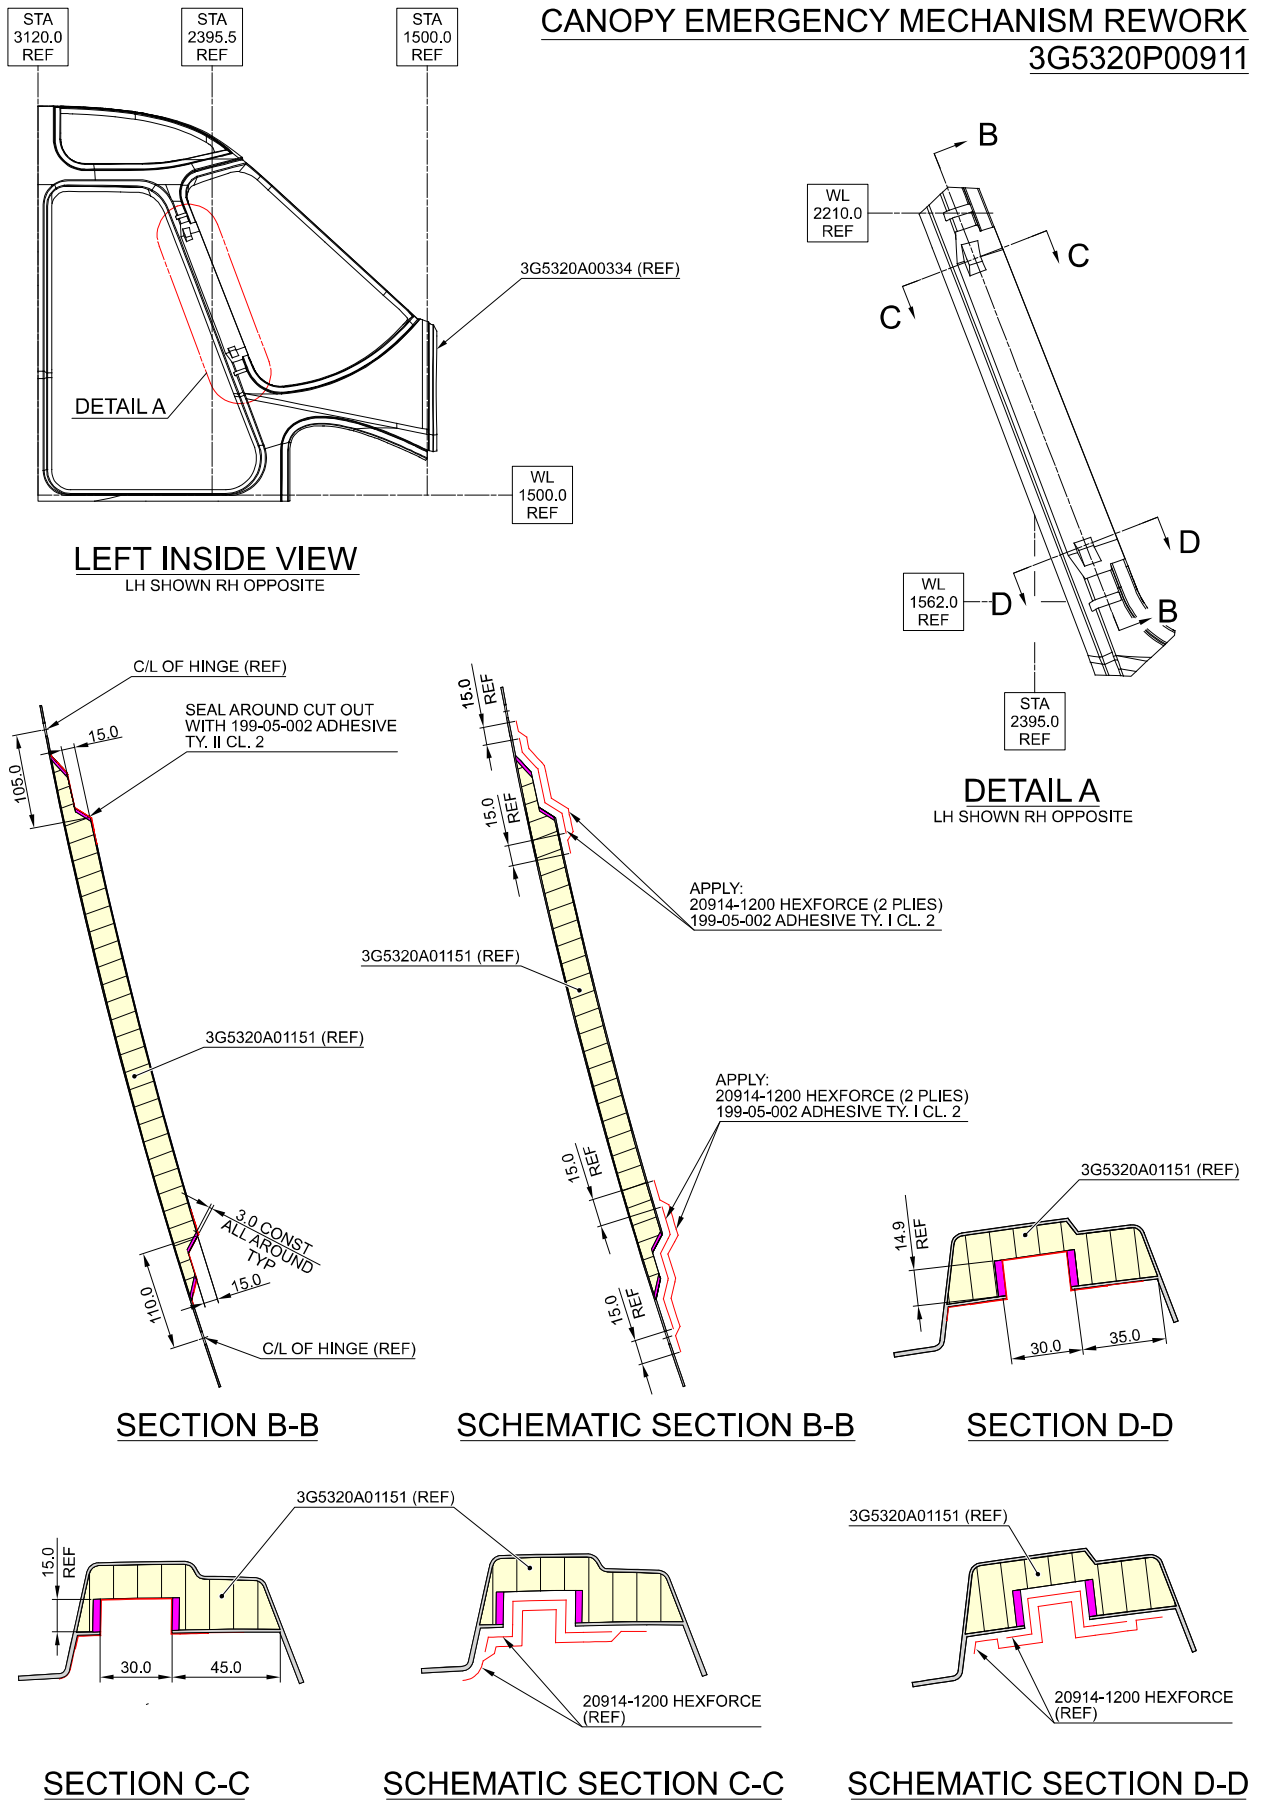 CANOPY EMERGENCY MECHANISM REWORK
3G5320P00911
STA
3120.0
REF
STA
2395.5
REF
STA
1500.0
REF
3G5320A00334 (REF)
DETAIL A
WL
1500.0
REF
LEFT INSIDE VIEW
LH SHOWN RH OPPOSITE
B
WL
2210.0
REF
C
C
D
WL
1562.0
REF
D
B
STA
2395.0
REF
DETAIL A
LH SHOWN RH OPPOSITE
C/L OF HINGE (REF)
SEAL AROUND CUT OUT
WITH 199-05-002 ADHESIVE
TY. II CL. 2
15.0
105.0
3G5320A01151 (REF)
3.0 CONST
ALL AROUND
TYP
15.0
110.0
C/L OF HINGE (REF)
SECTION B-B
15.0
REF
15.0
REF
APPLY:
20914-1200 HEXFORCE (2 PLIES)
199-05-002 ADHESIVE TY. I CL. 2
3G5320A01151 (REF)
APPLY:
20914-1200 HEXFORCE (2 PLIES)
199-05-002 ADHESIVE TY. I CL. 2
15.0
REF
15.0
REF
SCHEMATIC SECTION B-B
3G5320A01151 (REF)
14.9
REF
30.0
35.0
SECTION D-D
3G5320A01151 (REF)
15.0
REF
30.0
45.0
SECTION C-C
20914-1200 HEXFORCE
(REF)
SCHEMATIC SECTION C-C
3G5320A01151 (REF)
20914-1200 HEXFORCE
(REF)
SCHEMATIC SECTION D-D